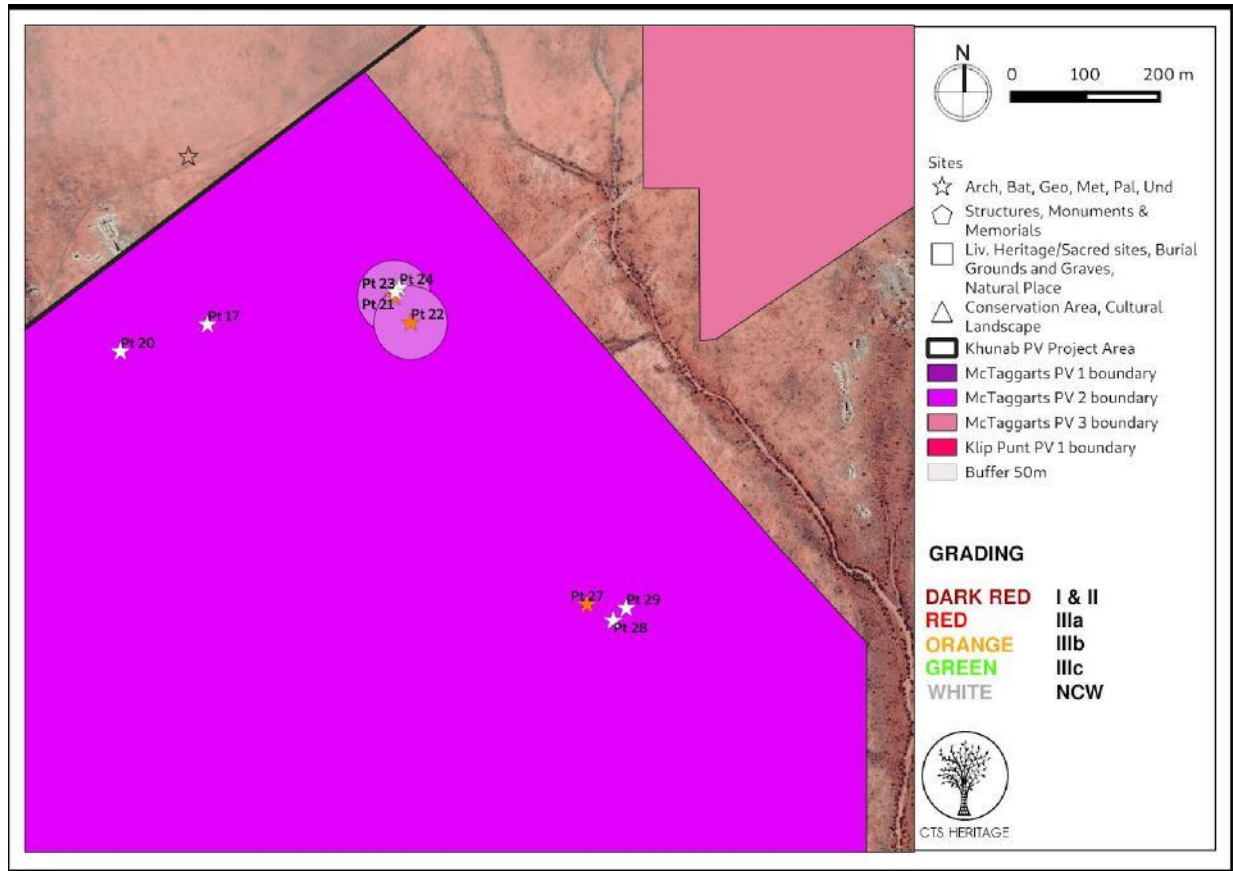 Pt 23
Pt 24
Pt 21
Pt 22
Pt 17
Pt 20
Pt 27
Pt 29
Pt 28
N
0 100 200 m
Sites
Arch, Bat, Geo, Met, Pal, Und
Structures, Monuments &
Memorials
Liv. Heritage/Sacred sites, Burial
Grounds and Graves,
Natural Place
Conservation Area, Cultural
Landscape
Khunab PV Project Area
McTaggarts PV 1 boundary
McTaggarts PV 2 boundary
McTaggarts PV 3 boundary
Klip Punt PV 1 boundary
Buffer 50m
GRADING
DARK RED I & II
RED IIIa
ORANGE IIIb
GREEN IIIc
WHITE NCW
CTS HERITAGE